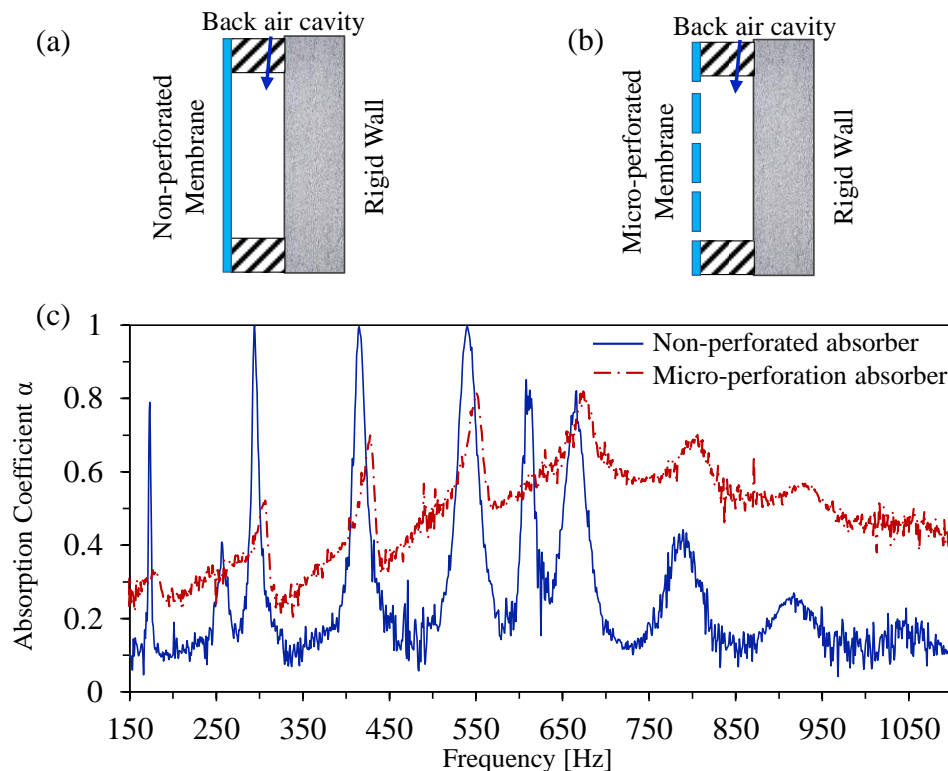 (a)
Back air cavity
Non-perforated
Membrane
Rigid Wall
(b)
Back air cavity
Micro-perforated
Membrane
Rigid Wall
(c)
Absorption Coefficient α
1
0.8
0.6
0.4
0.2
0
Non-perforated absorber
Micro-perforation absorber
150 250 350 450 550 650 750 850 950 1050
Frequency [Hz]